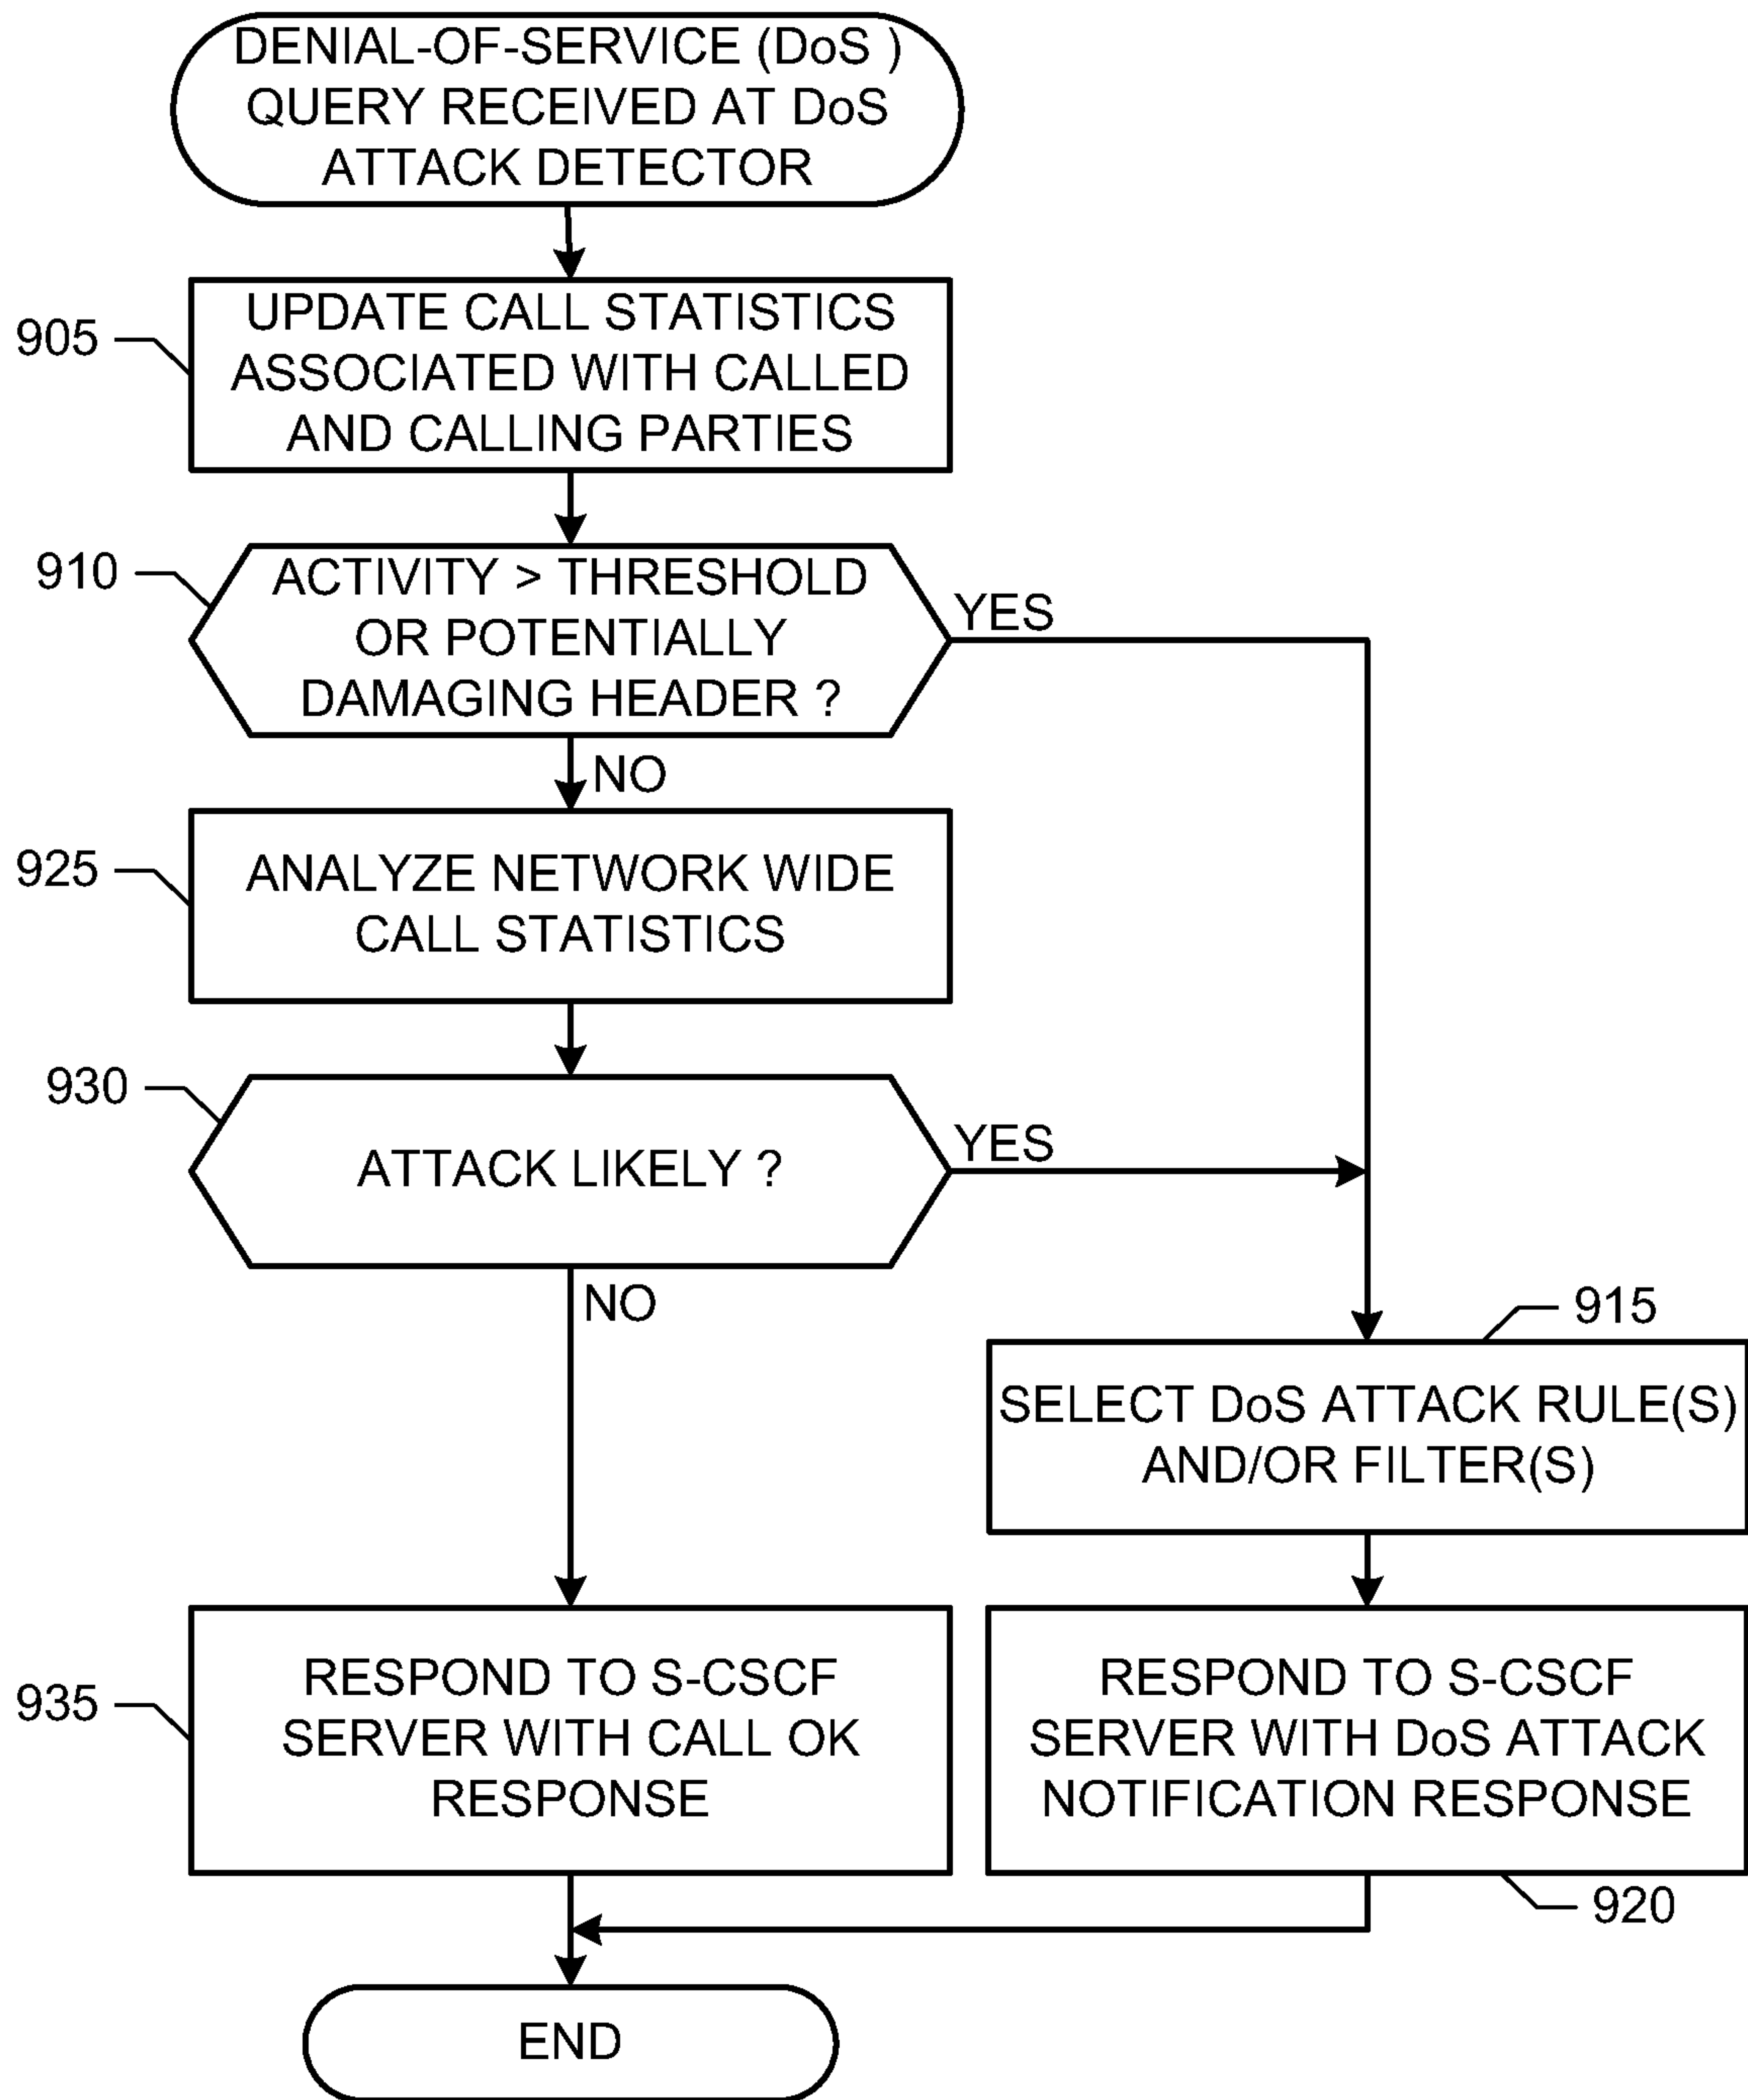 DENIAL-OF-SERVICE (DoS )
QUERY RECEIVED AT DoS
ATTACK DETECTOR
905
UPDATE CALL STATISTICS
ASSOCIATED WITH CALLED
AND CALLING PARTIES
910
ACTIVITY > THRESHOLD
OR POTENTIALLY
DAMAGING HEADER ?
YES
NO
925
ANALYZE NETWORK WIDE
CALL STATISTICS
930
ATTACK LIKELY ?
YES
NO
915
SELECT DoS ATTACK RULE(S)
AND/OR FILTER(S)
935
RESPOND TO S-CSCF
SERVER WITH CALL OK
RESPONSE
RESPOND TO S-CSCF
SERVER WITH DoS ATTACK
NOTIFICATION RESPONSE
920
END